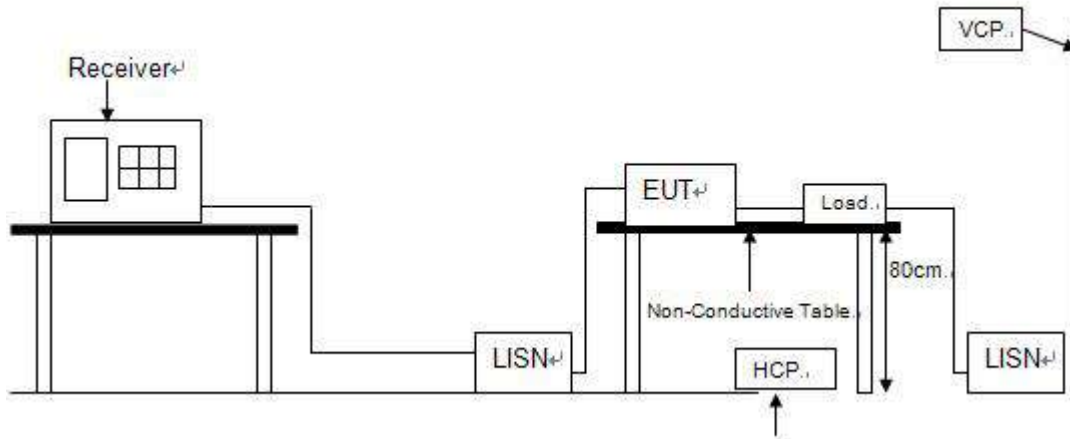 VCP.
Receiver↵
EUT↵
Load.
80cm.
Non-Conductive Table.
LISN↵
HCP.
LISN↵